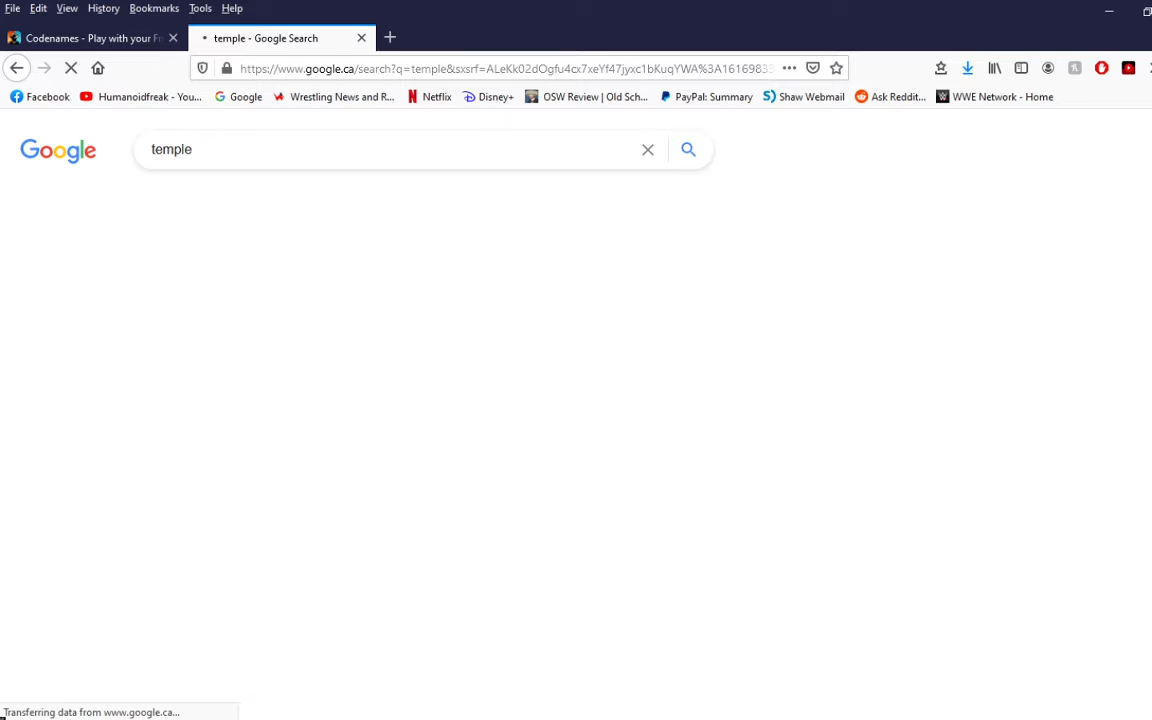 File Edit View History Bookmarks Tools Help
Codenames - Play with your Fr
temple - Google Search
https://www.google.ca/search?q=temple&sxsrf=ALeKk02dOgfu4cx7xeYf47jyxc1bKuqYWA%3A1616983
Facebook Humanoidfreak - You... Google Wrestling News and R... Netflix Disney+ OSW Review | Old Sch... PayPal: Summary Shaw Webmail Ask Reddit... WWE Network - Home
Google temple
Transferring data from www.google.ca...